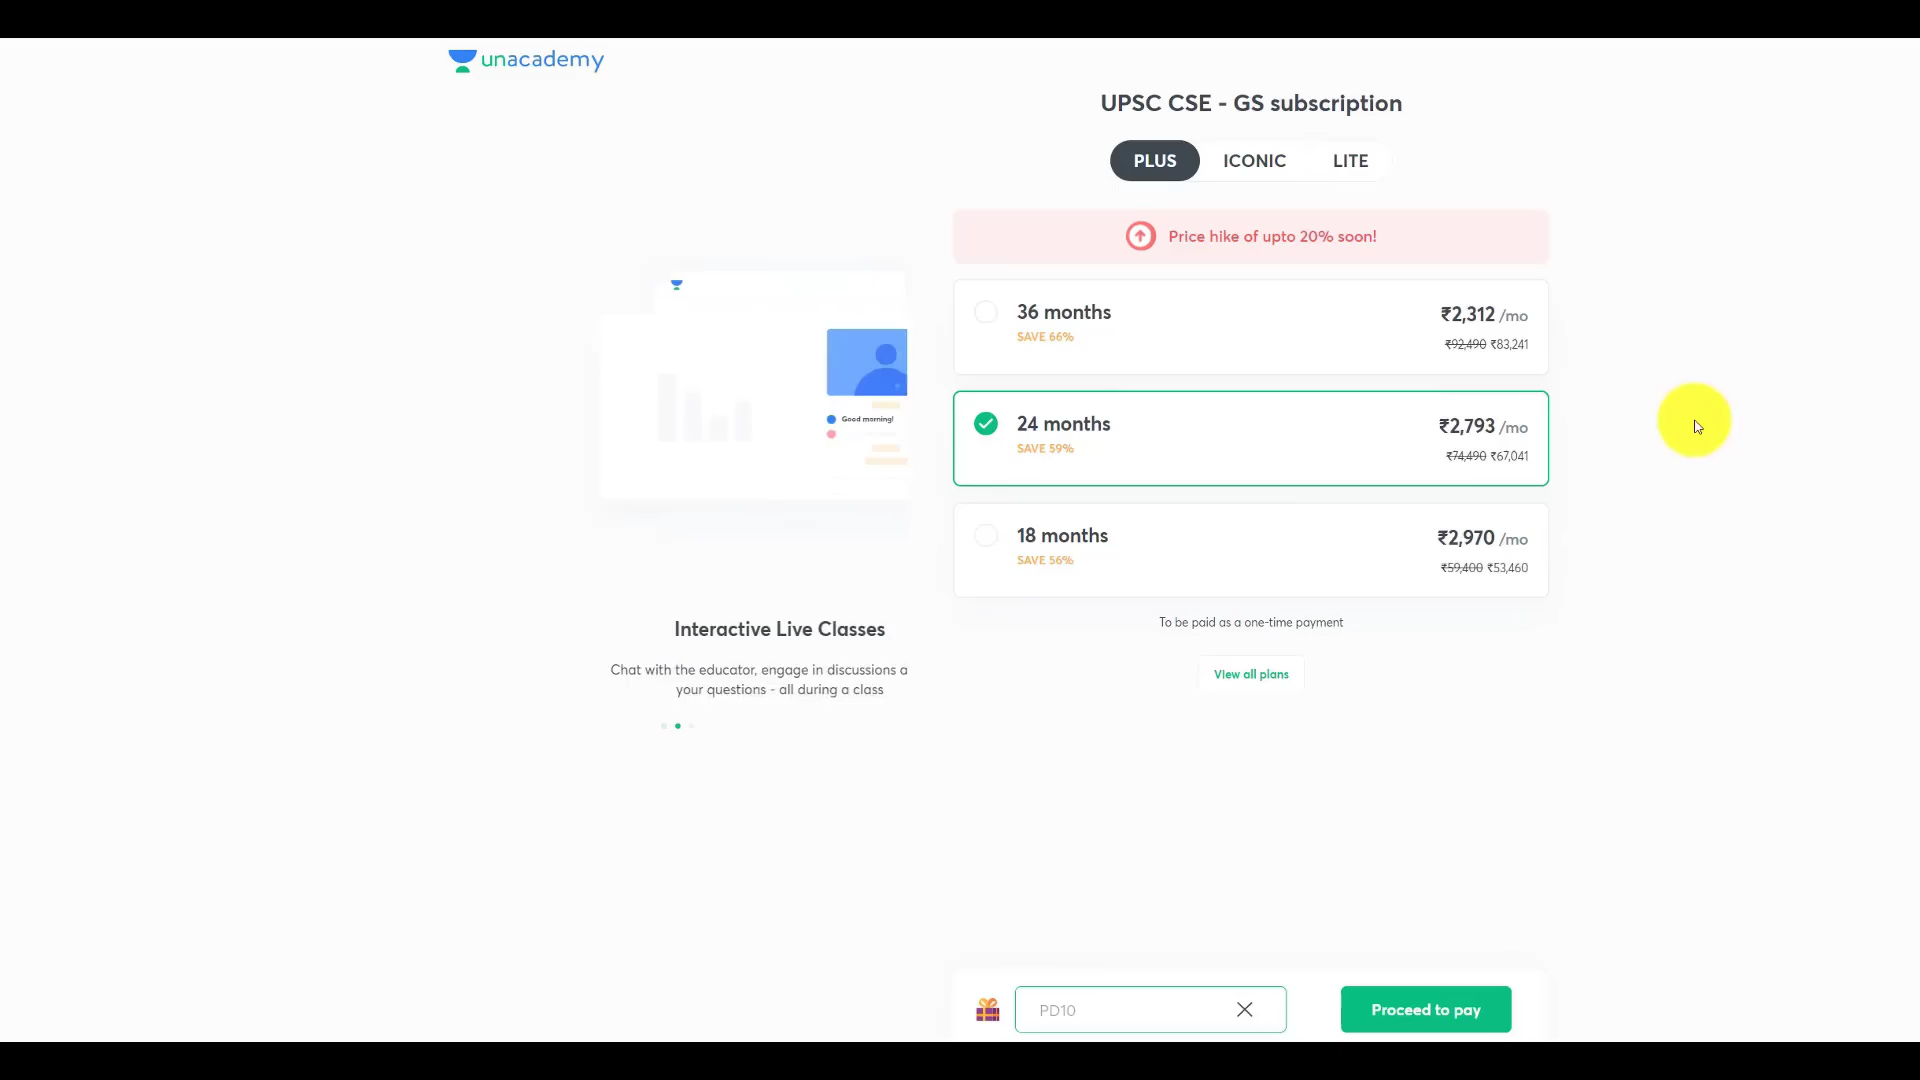 unacademy
UPSC CSE - GS subscription
PLUS ICONIC LITE
Price hike of upto 20% soon!
36 months
SAVE 66%
₹2,312 /mo
₹92,490 ₹83,241
24 months
SAVE 59%
₹2,793 /mo
₹74,490 ₹67,041
18 months
SAVE 56%
₹2,970 /mo
₹59,400 ₹53,460
To be paid as a one-time payment
View all plans
Good morning!
Interactive Live Classes
Chat with the educator, engage in discussions a
your questions - all during a class
PD10
Proceed to pay